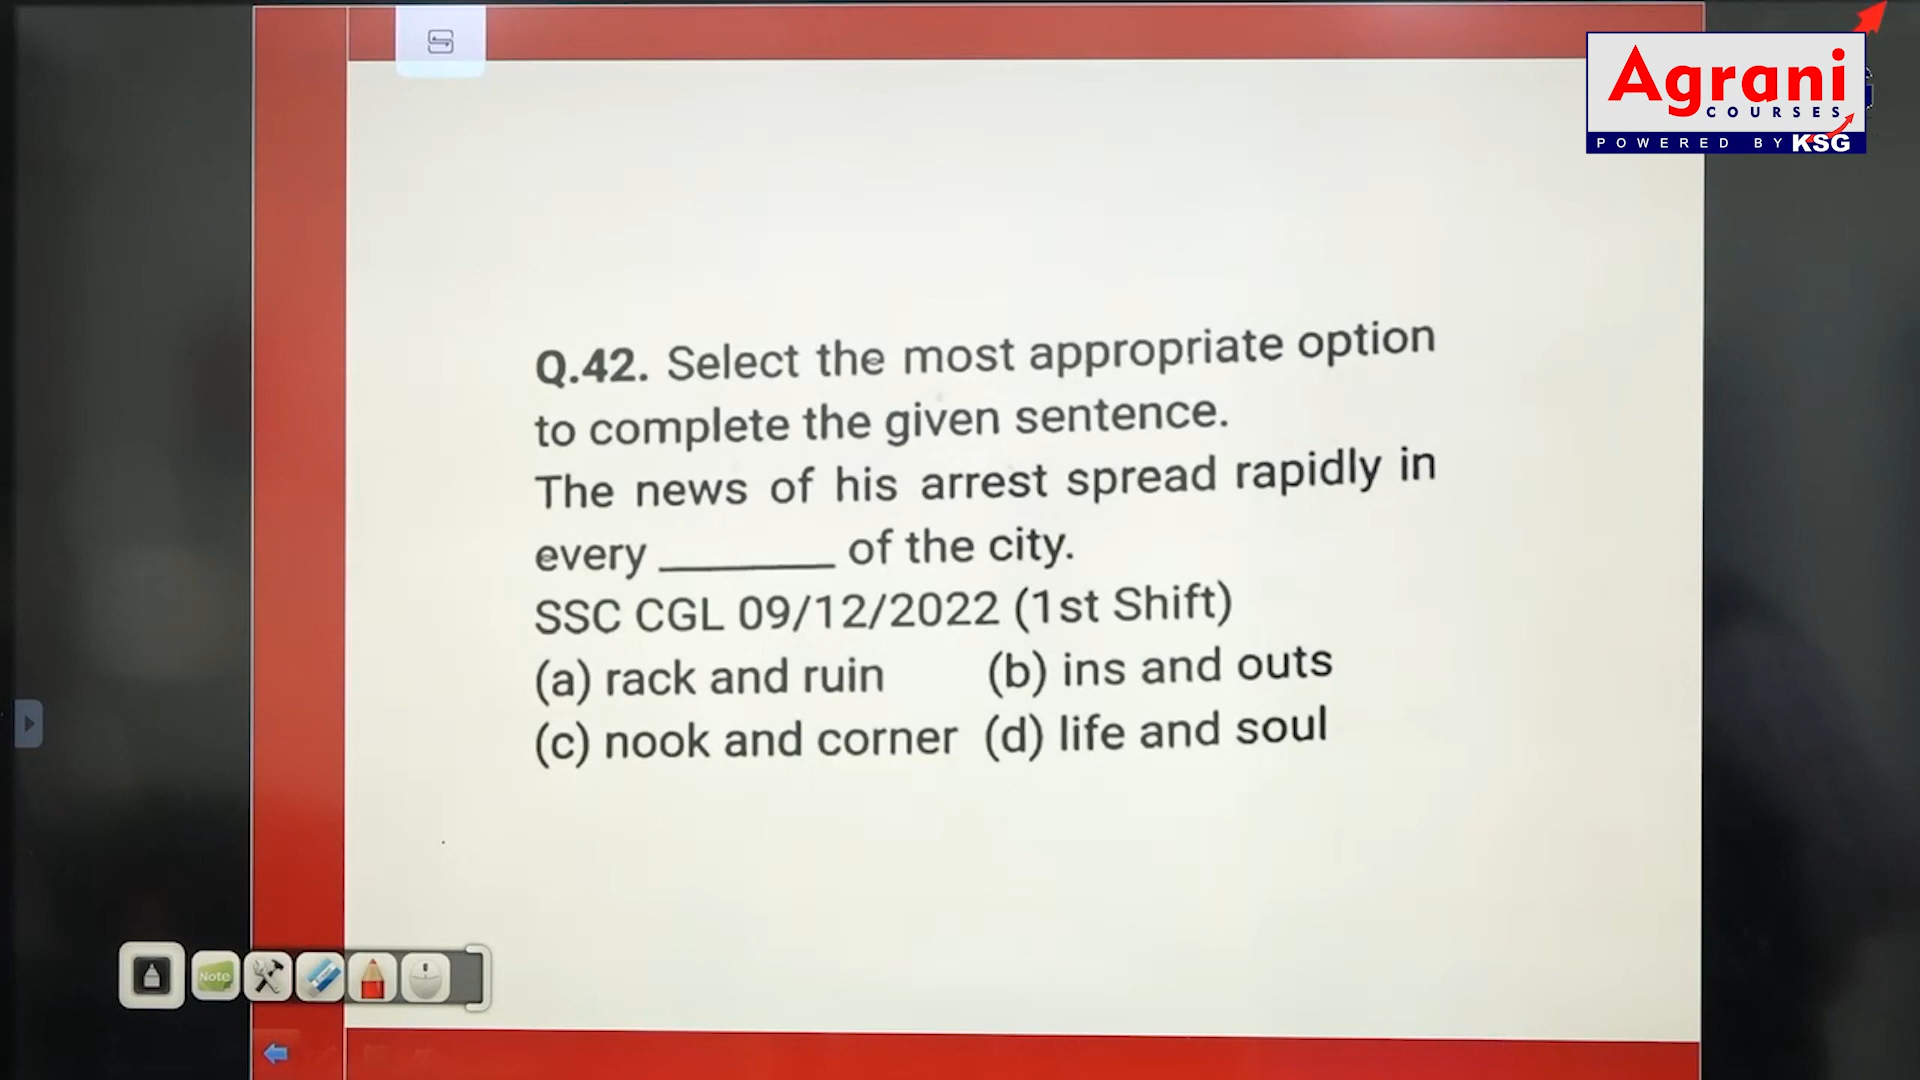 Agrani
COURSES
POWERED BY KSG
Q.42. Select the most appropriate option
to complete the given sentence.
The news of his arrest spread rapidly in
every ________ of the city.
SSC CGL 09/12/2022 (1st Shift)
(a) rack and ruin (b) ins and outs
(c) nook and corner (d) life and soul
Note